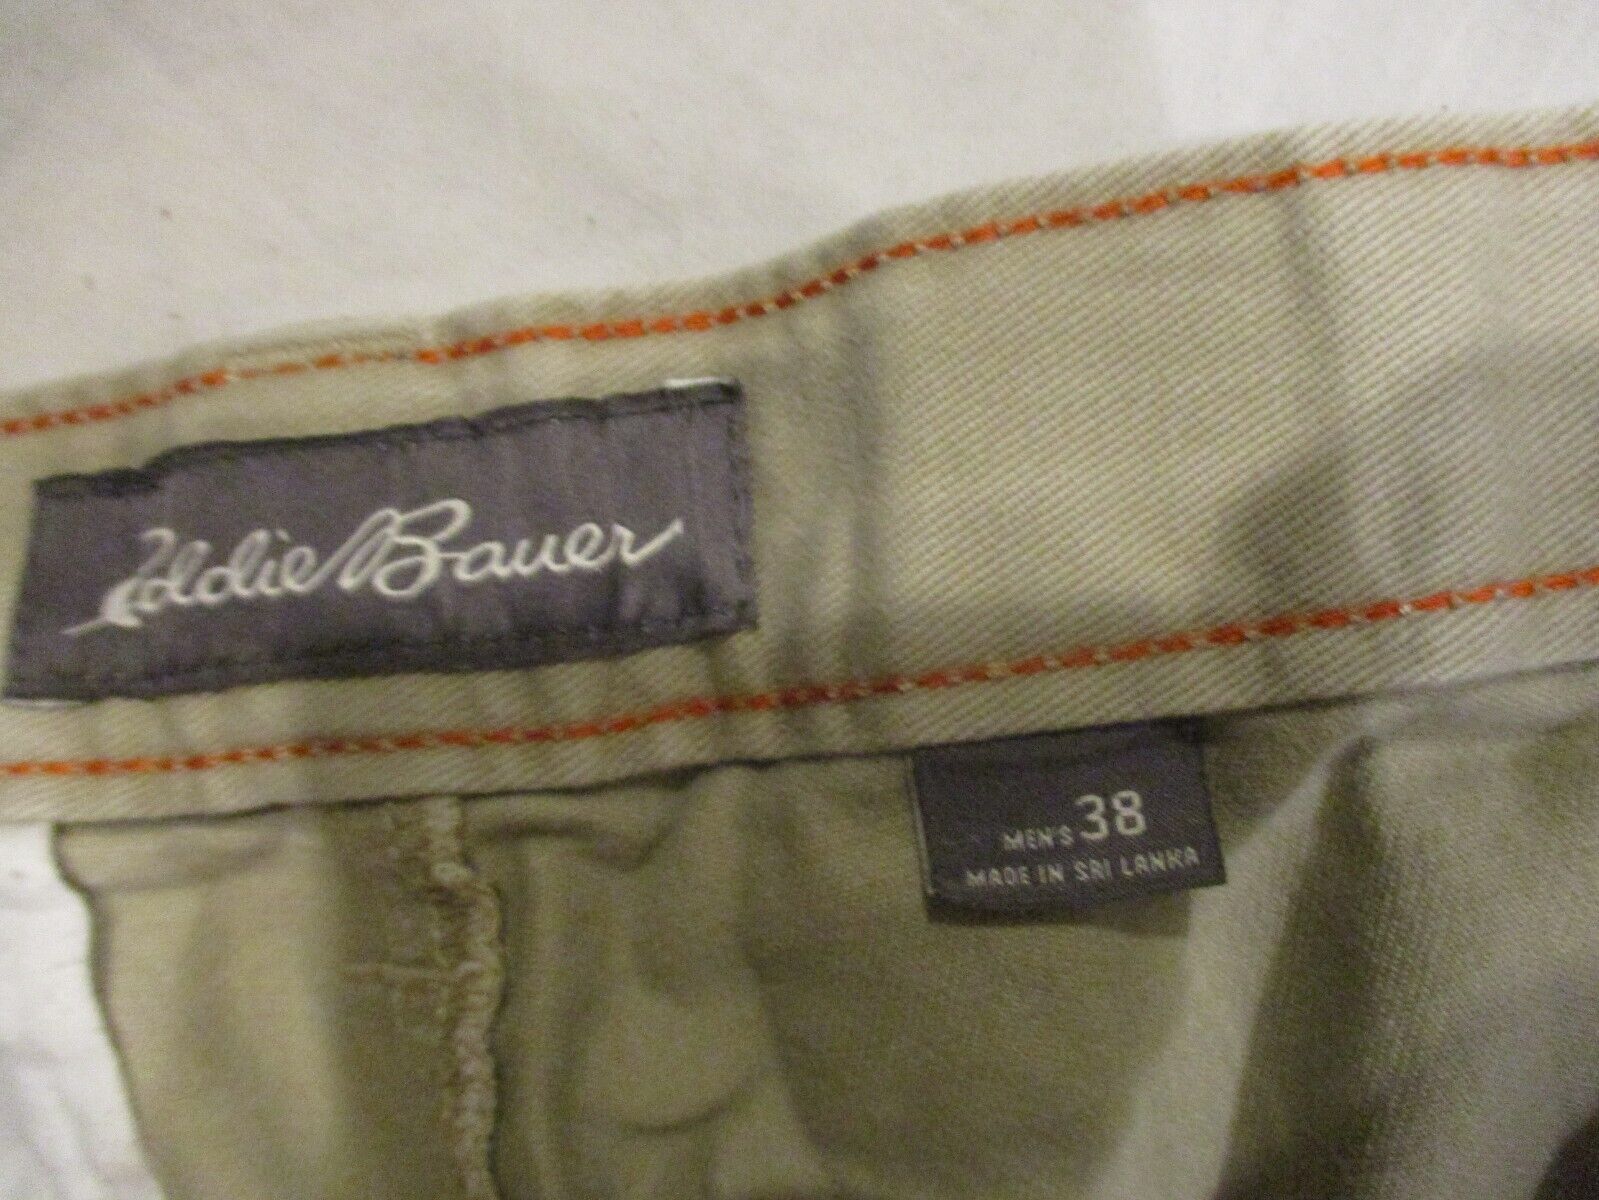 Eddie Bauer
MEN'S 38
MADE IN SRI LANKA